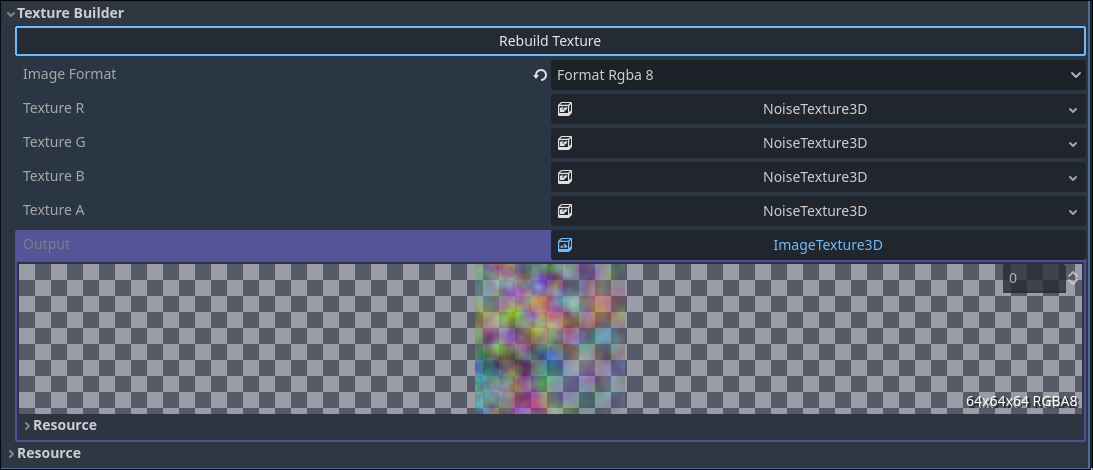 Texture Builder
Rebuild Texture
Image Format Format Rgba 8
Texture R NoiseTexture3D
Texture G NoiseTexture3D
Texture B NoiseTexture3D
Texture A NoiseTexture3D
Output ImageTexture3D
0
64x64x64 RGBA8
Resource
Resource